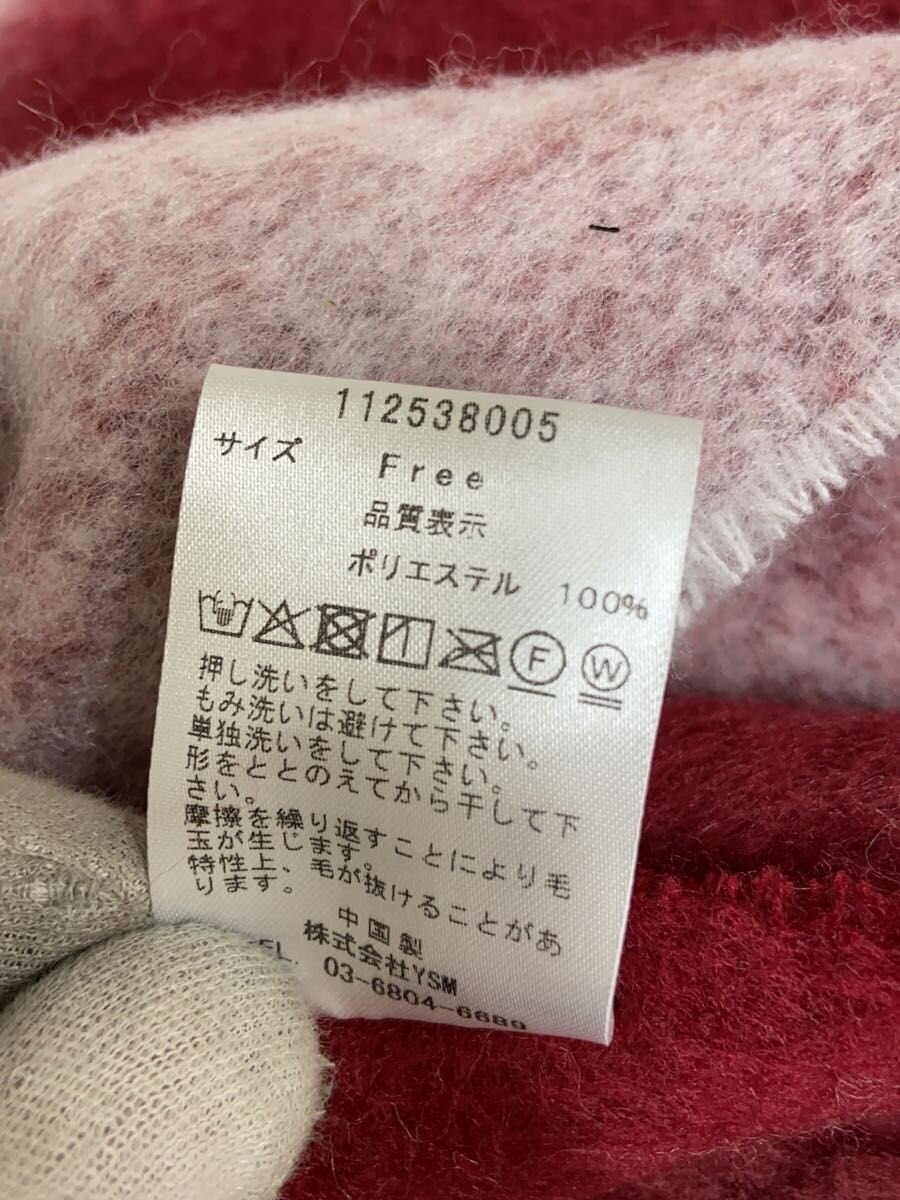 112538005
サイズ Free
品質表示
ポリエステル 100%
F W
押し洗いをして下さい。
もみ洗いは避けて下さい。
単独洗いをして下さい。
形をととのえてから干して下
さい。
摩擦を繰り返すことにより毛
玉が生じます。
特性上、毛が抜けることがあ
ります。
中国製
株式会社YSM
03-6804-6689